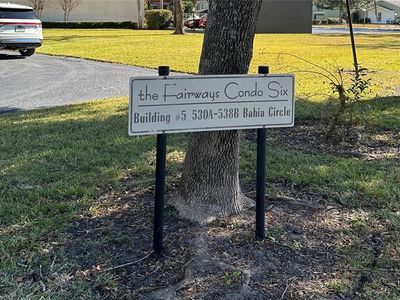 the Fairways Condo Six
Building #5 530A-538B Bahia Circle